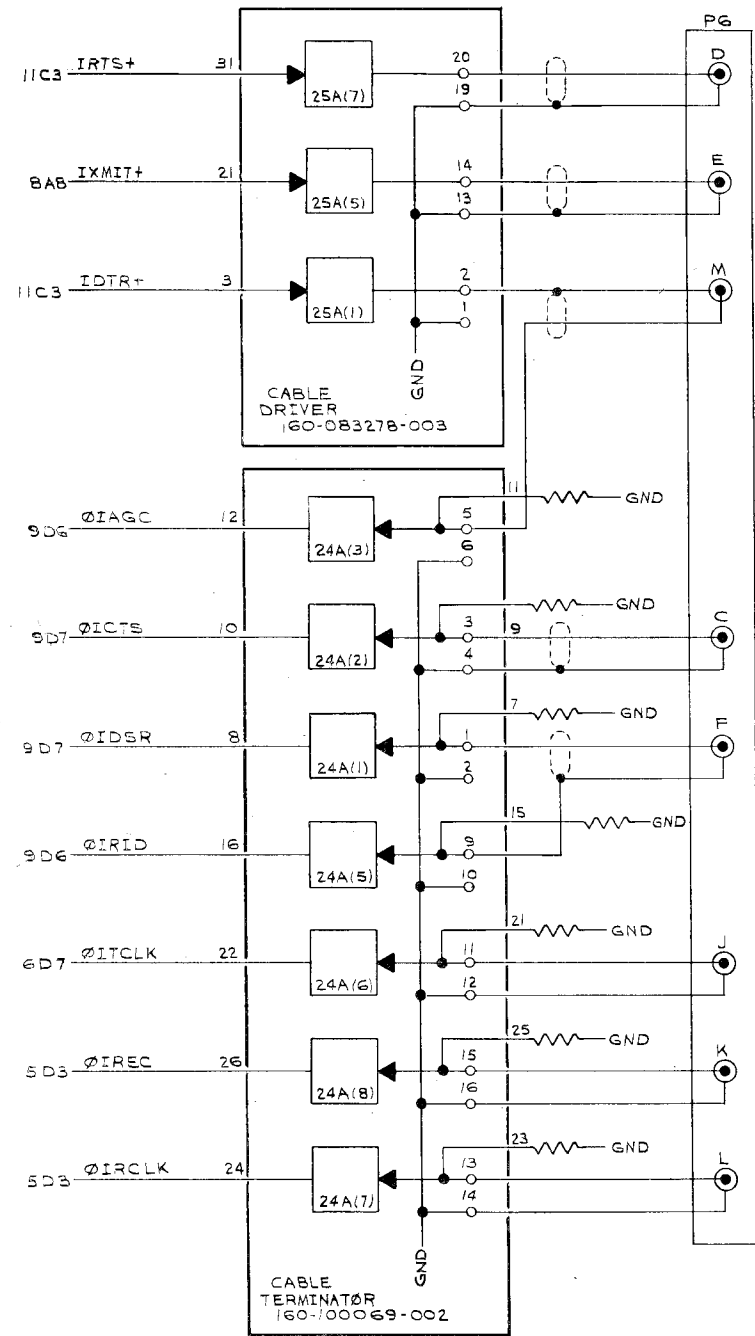 P6
IRTS+ 31 20 D
11C3
25A(7) 19
IXMIT+ 21 14 E
8A8
25A(5) 13
IDTR+ 3 2 M
11C3
25A(1) 1
GND
CABLE
DRIVER
160-083278-003
11 GND
ØIAGC 12 5
9D6
24A(3) 6
GND
ØICTS 10 3 9 C
9D7
24A(2) 4
7 GND
ØIDSR 8 1 F
9D7
24A(1) 2
15 GND
ØIRID 16 9
9D6
24A(5) 10
21 GND
ØITCLK 22 11 J
6D7
24A(6) 12
25 GND
ØIREC 26 15 K
5D3
24A(8) 16
23 GND
ØIRCLK 24 13 L
5D3
24A(7) 14
GND
CABLE
TERMINATØR
160-100069-002